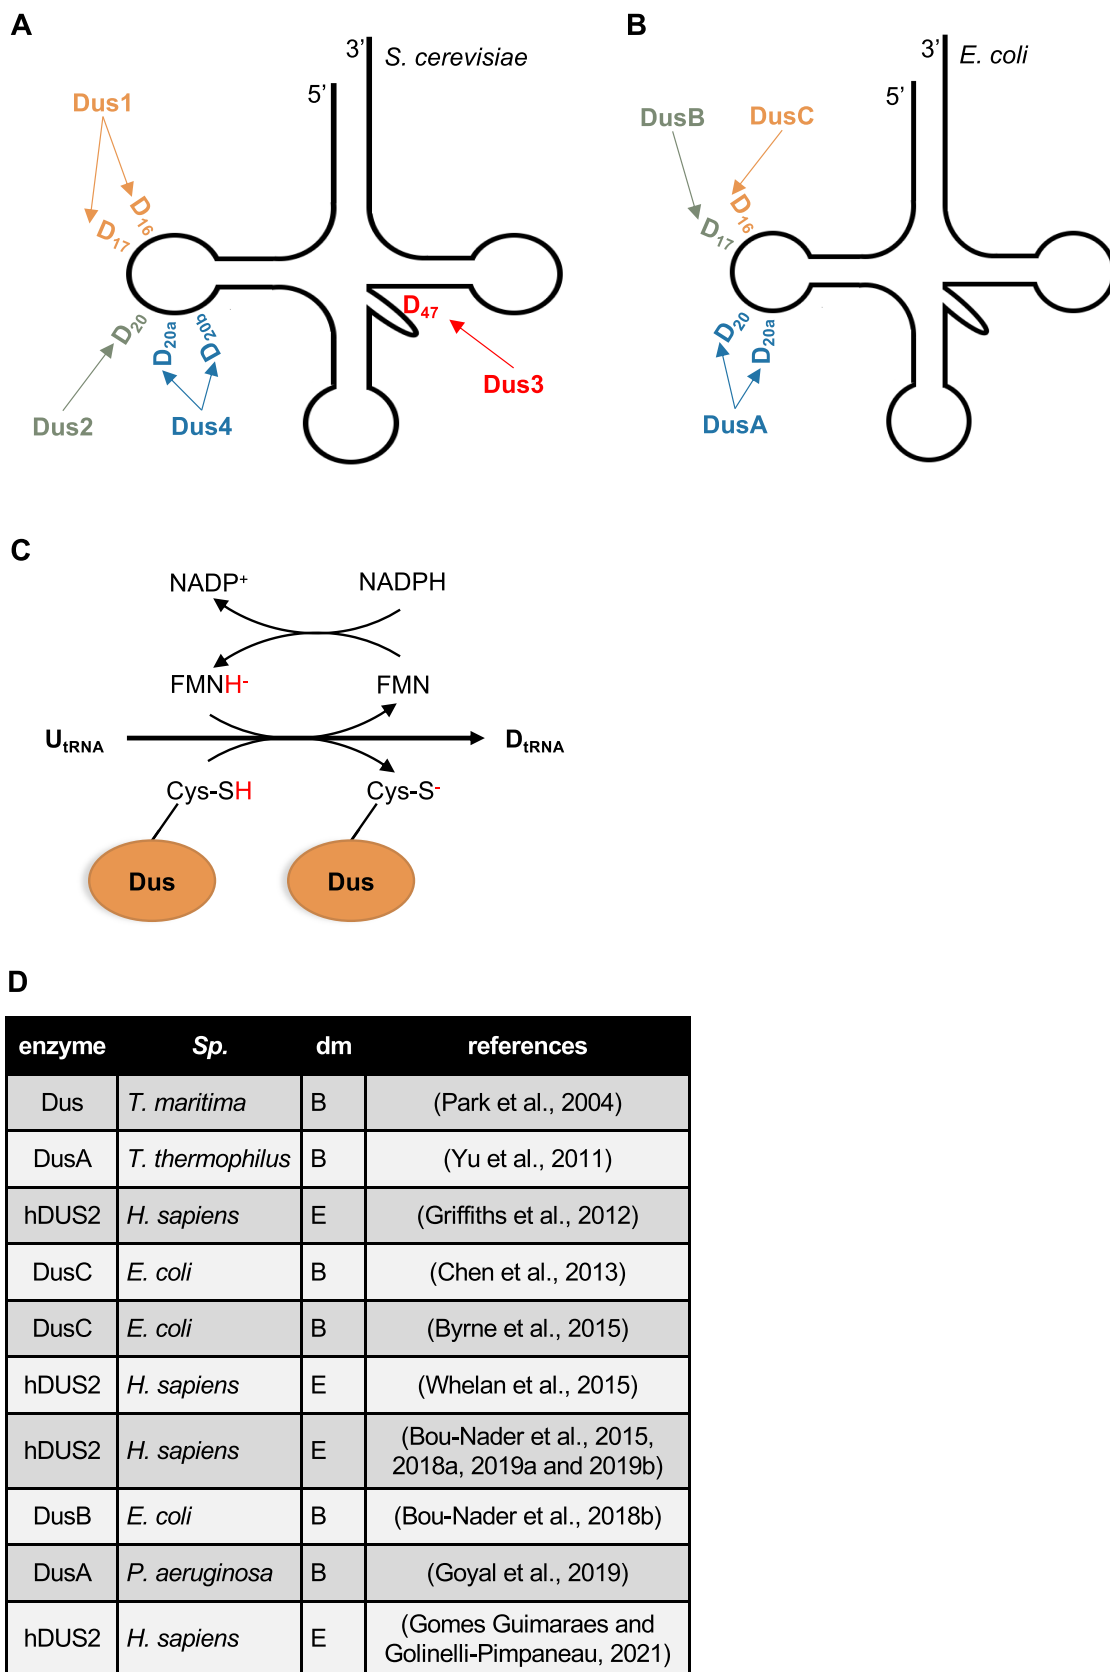 A
3’
S. cerevisiae
5’
Dus1
D16
D17
D20
D20a
D20b
D47
Dus3
Dus2
Dus4
B
3’
E. coli
5’
DusB
DusC
D16
D17
D20
D20a
DusA
C
NADP+
NADPH
FMNH-
FMN
UtRNA
DtRNA
Cys-SH
Cys-S-
Dus
Dus
D
enzyme Sp. dm references
Dus T. maritima B (Park et al., 2004)
DusA T. thermophilus B (Yu et al., 2011)
hDUS2 H. sapiens E (Griffiths et al., 2012)
DusC E. coli B (Chen et al., 2013)
DusC E. coli B (Byrne et al., 2015)
hDUS2 H. sapiens E (Whelan et al., 2015)
hDUS2 H. sapiens E (Bou-Nader et al., 2015,
2018a, 2019a and 2019b)
DusB E. coli B (Bou-Nader et al., 2018b)
DusA P. aeruginosa B (Goyal et al., 2019)
hDUS2 H. sapiens E (Gomes Guimaraes and
Golinelli-Pimpaneau, 2021)